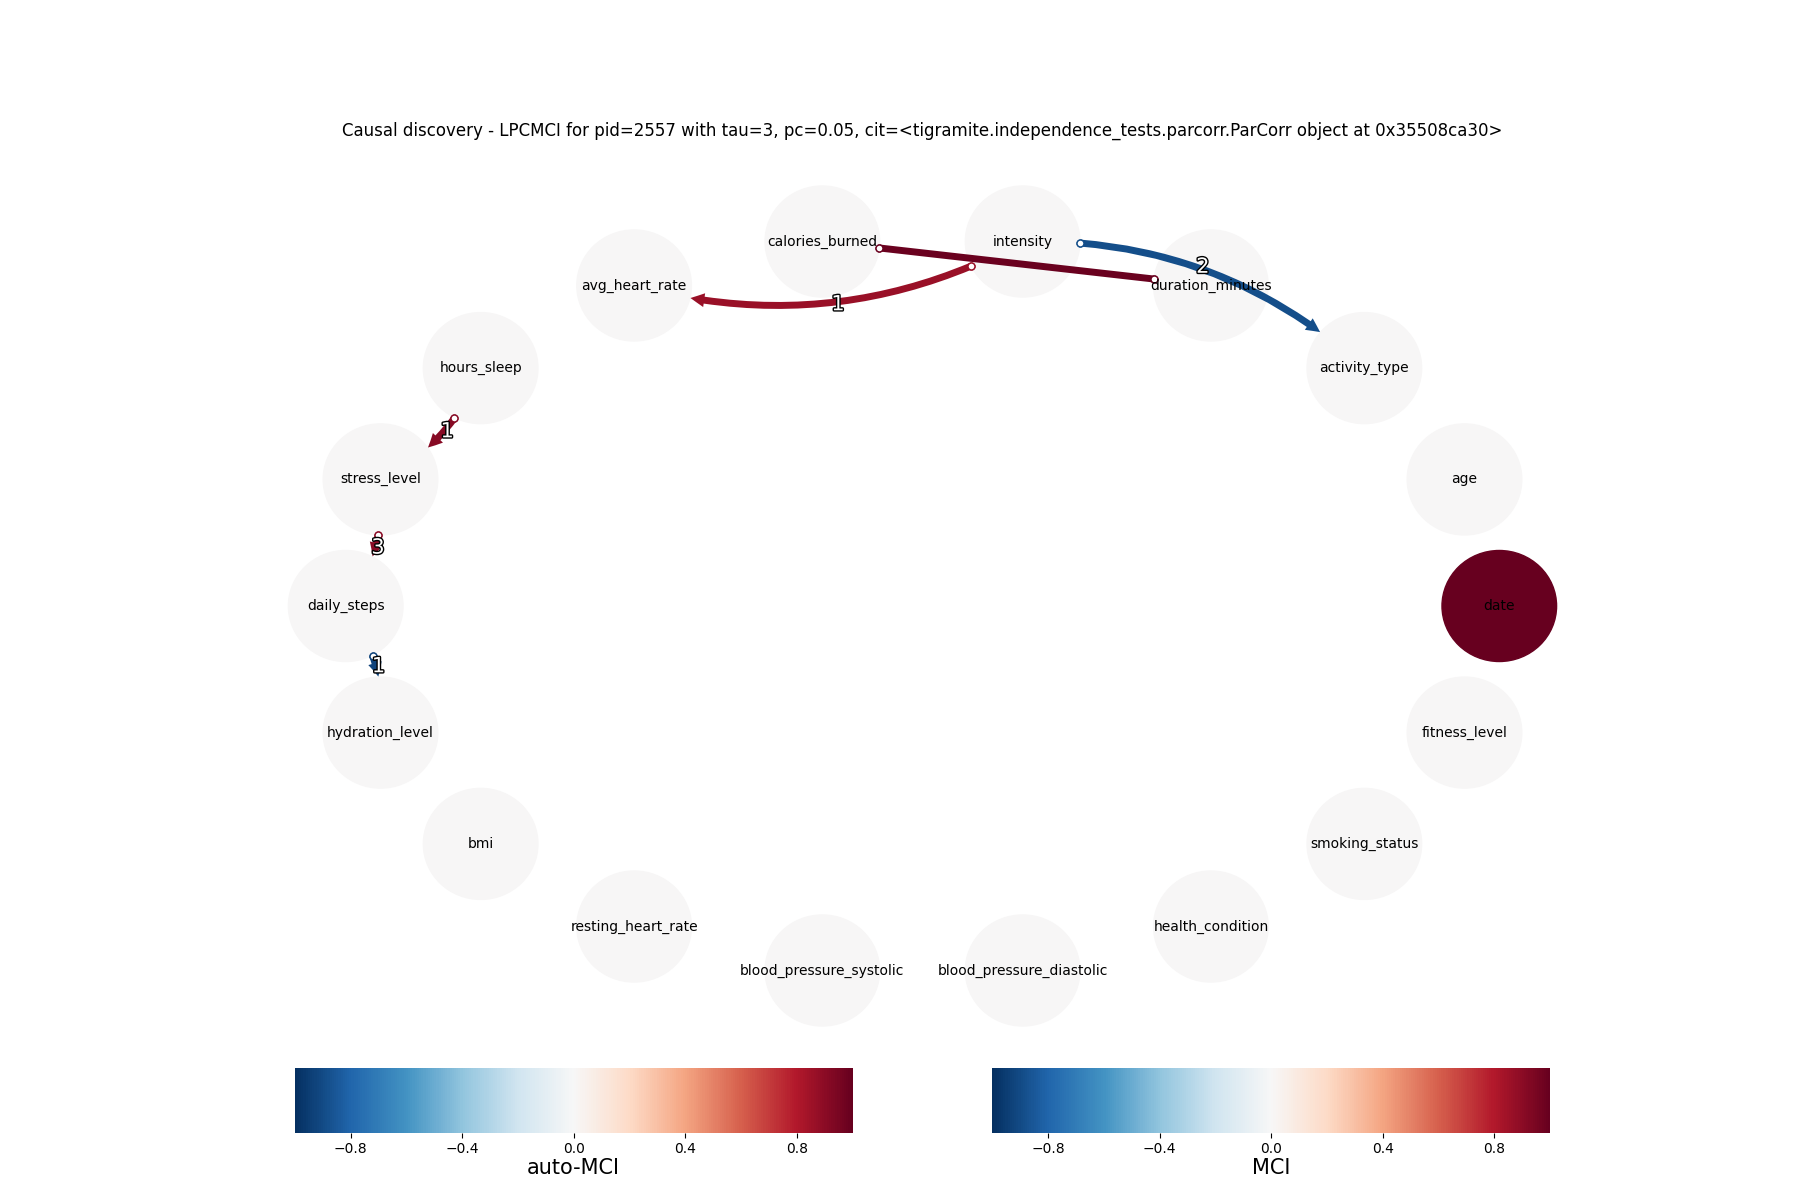 Causal discovery - LPCMCI for pid=2557 with tau=3, pc=0.05, cit=<tigramite.independence_tests.parcorr.ParCorr object at 0x35508ca30>
calories_burned
intensity
2
avg_heart_rate
duration_minutes
1
hours_sleep
activity_type
1
stress_level
age
3
daily_steps
date
1
hydration_level
fitness_level
bmi
smoking_status
resting_heart_rate
health_condition
blood_pressure_systolic
blood_pressure_diastolic
−0.8 −0.4 0.0 0.4 0.8
auto-MCI
−0.8 −0.4 0.0 0.4 0.8
MCI